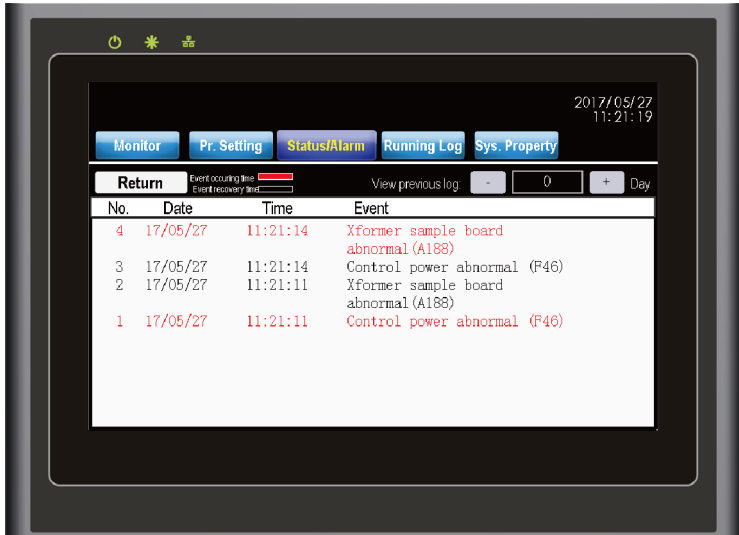 2017/05/27
11:21:19
Monitor Pr. Setting Status/Alarm Running Log Sys. Property
Return Event occuring time View previous log: - 0 + Day
Event recovery time
No. Date Time Event
4 17/05/27 11:21:14 Xformer sample board
abnormal(A188)
3 17/05/27 11:21:14 Control power abnormal (F46)
2 17/05/27 11:21:11 Xformer sample board
abnormal(A188)
1 17/05/27 11:21:11 Control power abnormal (F46)